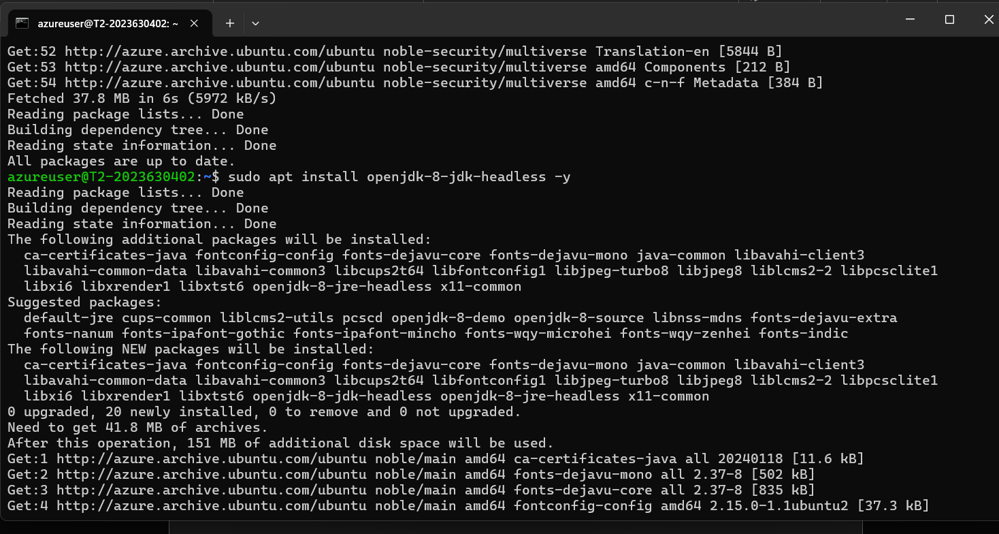 azureuser@T2-2023630402: ~
Get:52 http://azure.archive.ubuntu.com/ubuntu noble-security/multiverse Translation-en [5844 B]
Get:53 http://azure.archive.ubuntu.com/ubuntu noble-security/multiverse amd64 Components [212 B]
Get:54 http://azure.archive.ubuntu.com/ubuntu noble-security/multiverse amd64 c-n-f Metadata [384 B]
Fetched 37.8 MB in 6s (5972 kB/s)
Reading package lists... Done
Building dependency tree... Done
Reading state information... Done
All packages are up to date.
azureuser@T2-2023630402:~$ sudo apt install openjdk-8-jdk-headless -y
Reading package lists... Done
Building dependency tree... Done
Reading state information... Done
The following additional packages will be installed:
  ca-certificates-java fontconfig-config fonts-dejavu-core fonts-dejavu-mono java-common libavahi-client3
  libavahi-common-data libavahi-common3 libcups2t64 libfontconfig1 libjpeg-turbo8 libjpeg8 liblcms2-2 libpcsclite1
  libxi6 libxrender1 libxtst6 openjdk-8-jre-headless x11-common
Suggested packages:
  default-jre cups-common liblcms2-utils pcscd openjdk-8-demo openjdk-8-source libnss-mdns fonts-dejavu-extra
  fonts-nanum fonts-ipafont-gothic fonts-ipafont-mincho fonts-wqy-microhei fonts-wqy-zenhei fonts-indic
The following NEW packages will be installed:
  ca-certificates-java fontconfig-config fonts-dejavu-core fonts-dejavu-mono java-common libavahi-client3
  libavahi-common-data libavahi-common3 libcups2t64 libfontconfig1 libjpeg-turbo8 libjpeg8 liblcms2-2 libpcsclite1
  libxi6 libxrender1 libxtst6 openjdk-8-jdk-headless openjdk-8-jre-headless x11-common
0 upgraded, 20 newly installed, 0 to remove and 0 not upgraded.
Need to get 41.8 MB of archives.
After this operation, 151 MB of additional disk space will be used.
Get:1 http://azure.archive.ubuntu.com/ubuntu noble/main amd64 ca-certificates-java all 20240118 [11.6 kB]
Get:2 http://azure.archive.ubuntu.com/ubuntu noble/main amd64 fonts-dejavu-mono all 2.37-8 [502 kB]
Get:3 http://azure.archive.ubuntu.com/ubuntu noble/main amd64 fonts-dejavu-core all 2.37-8 [835 kB]
Get:4 http://azure.archive.ubuntu.com/ubuntu noble/main amd64 fontconfig-config amd64 2.15.0-1.1ubuntu2 [37.3 kB]